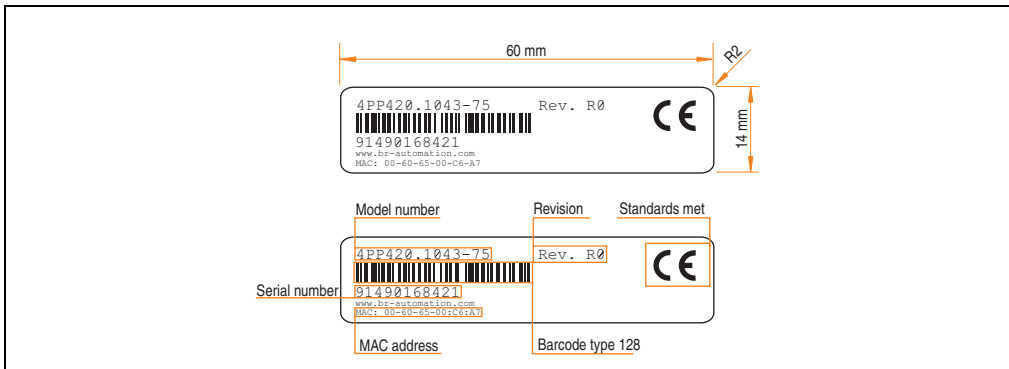 60 mm
R2
4PP420.1043-75 Rev. R0
CE
14 mm
91490168421
www.br-automation.com
MAC: 00-60-65-00-C6-A7
Model number Revision Standards met
4PP420.1043-75 Rev. R0
CE
Serial number 91490168421
www.br-automation.com
MAC: 00-60-65-00:C6:A7
MAC address Barcode type 128